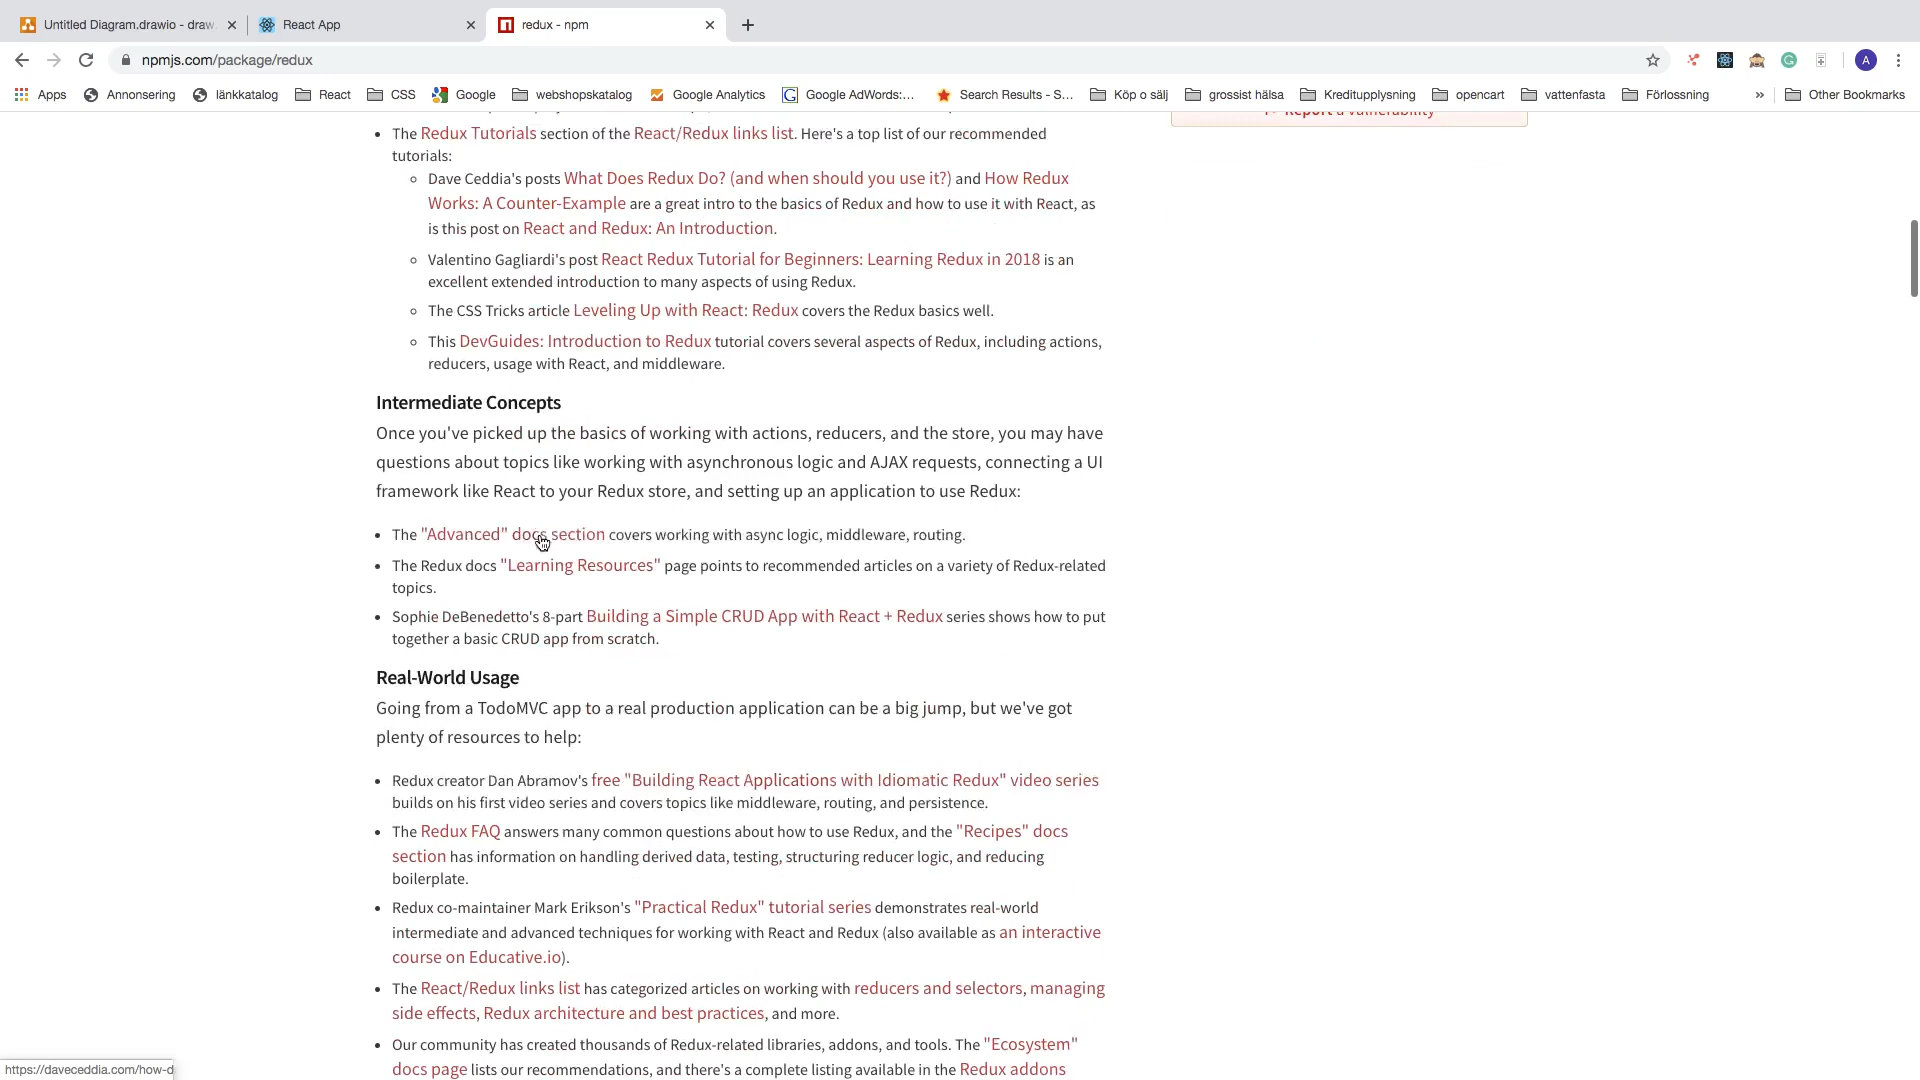 Untitled Diagram.drawio - draw
React App
redux - npm
npmjs.com/package/redux
A
Apps
Annonsering
länkkatalog
React
CSS
Google
webshopskatalog
Google Analytics
Google AdWords:...
Search Results - S...
Köp o sälj
grossist hälsa
Kreditupplysning
opencart
vattenfasta
Förlossning
»
Other Bookmarks
Report a vulnerability
• The Redux Tutorials section of the React/Redux links list. Here's a top list of our recommended
tutorials:
Dave Ceddia's posts What Does Redux Do? (and when should you use it?) and How Redux
Works: A Counter-Example are a great intro to the basics of Redux and how to use it with React, as
is this post on React and Redux: An Introduction.
Valentino Gagliardi's post React Redux Tutorial for Beginners: Learning Redux in 2018 is an
excellent extended introduction to many aspects of using Redux.
The CSS Tricks article Leveling Up with React: Redux covers the Redux basics well.
This DevGuides: Introduction to Redux tutorial covers several aspects of Redux, including actions,
reducers, usage with React, and middleware.
Intermediate Concepts
Once you've picked up the basics of working with actions, reducers, and the store, you may have
questions about topics like working with asynchronous logic and AJAX requests, connecting a UI
framework like React to your Redux store, and setting up an application to use Redux:
• The "Advanced" docs section covers working with async logic, middleware, routing.
• The Redux docs "Learning Resources" page points to recommended articles on a variety of Redux-related
topics.
• Sophie DeBenedetto's 8-part Building a Simple CRUD App with React + Redux series shows how to put
together a basic CRUD app from scratch.
Real-World Usage
Going from a TodoMVC app to a real production application can be a big jump, but we've got
plenty of resources to help:
• Redux creator Dan Abramov's free "Building React Applications with Idiomatic Redux" video series
builds on his first video series and covers topics like middleware, routing, and persistence.
• The Redux FAQ answers many common questions about how to use Redux, and the "Recipes" docs
section has information on handling derived data, testing, structuring reducer logic, and reducing
boilerplate.
• Redux co-maintainer Mark Erikson's "Practical Redux" tutorial series demonstrates real-world
intermediate and advanced techniques for working with React and Redux (also available as an interactive
course on Educative.io).
• The React/Redux links list has categorized articles on working with reducers and selectors, managing
side effects, Redux architecture and best practices, and more.
• Our community has created thousands of Redux-related libraries, addons, and tools. The "Ecosystem"
docs page lists our recommendations, and there's a complete listing available in the Redux addons
https://daveceddia.com/how-d